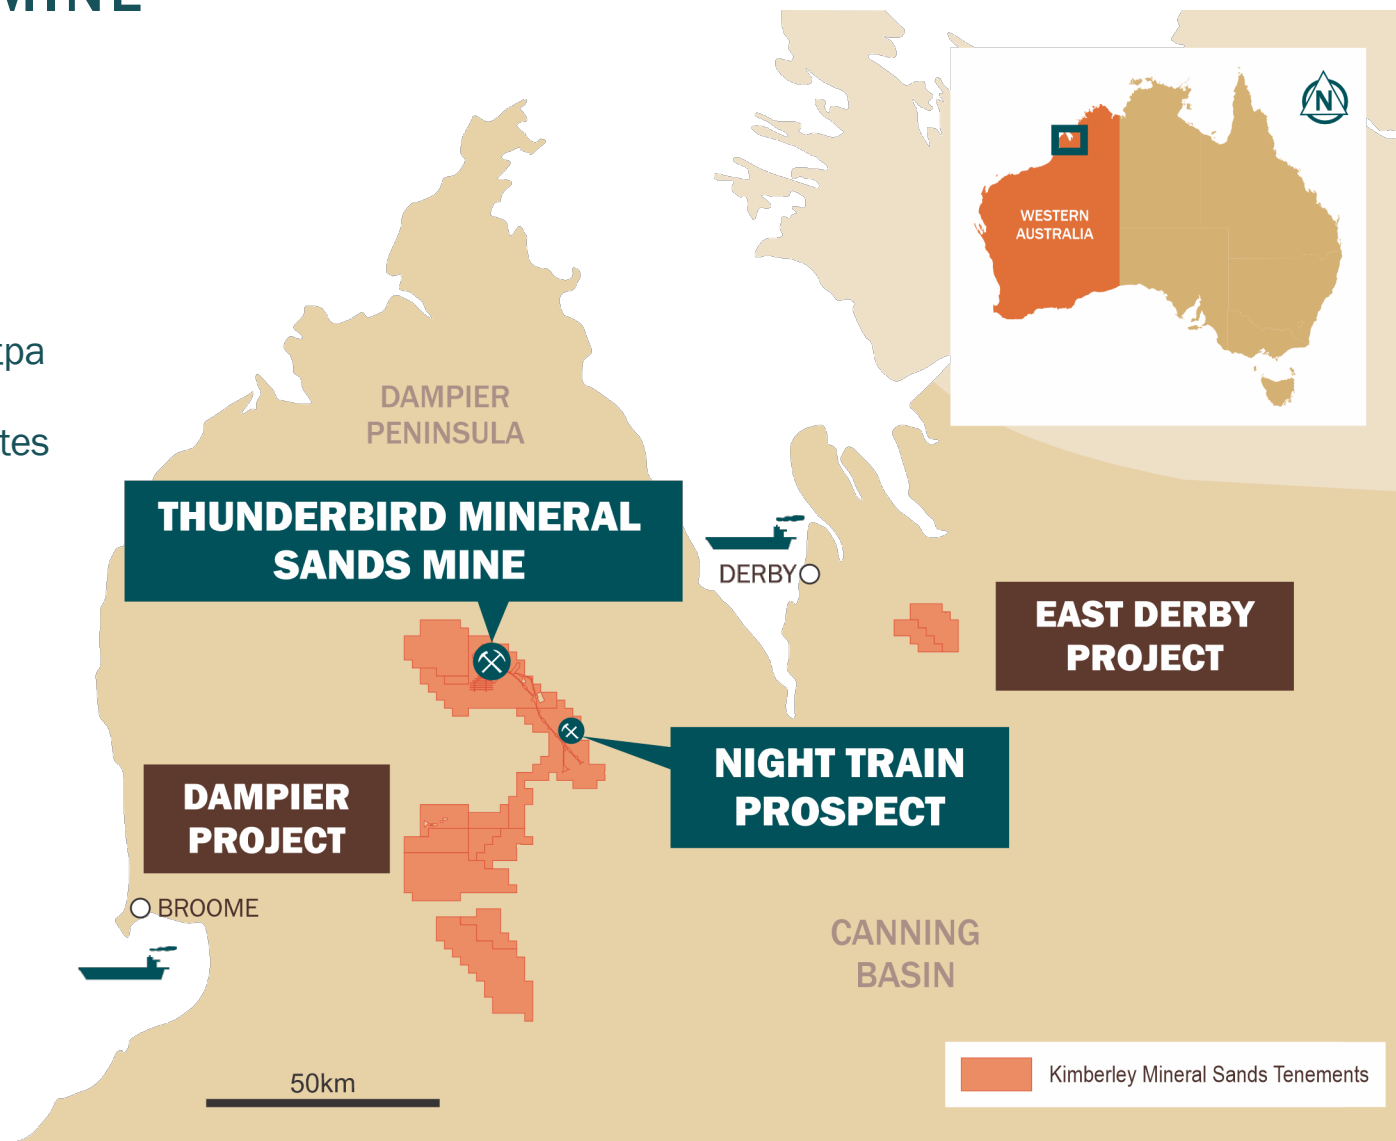 MINE
tpa
tes
N
WESTERN
AUSTRALIA
DAMPIER
PENINSULA
THUNDERBIRD MINERAL
SANDS MINE
DERBY
EAST DERBY
PROJECT
NIGHT TRAIN
PROSPECT
DAMPIER
PROJECT
BROOME
CANNING
BASIN
50km
Kimberley Mineral Sands Tenements